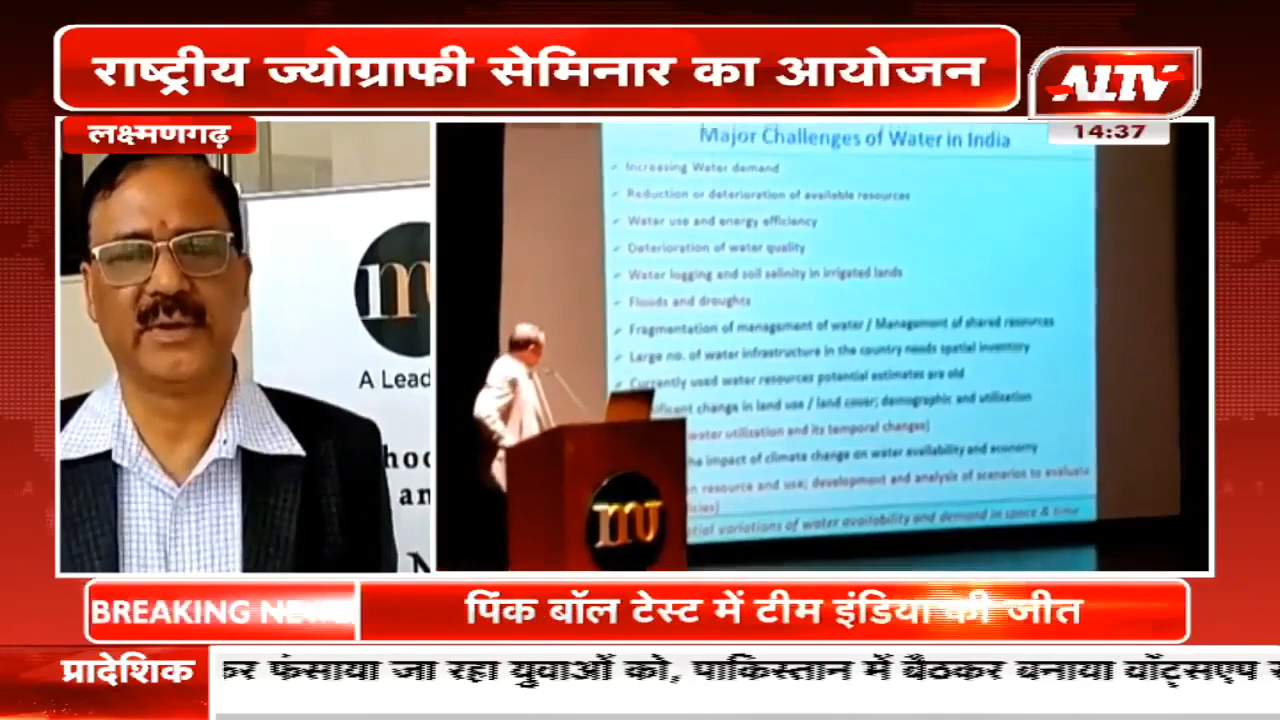 राष्ट्रीय ज्योग्राफी सेमिनार का आयोजन
ALTV
14:37
लक्ष्मणगढ़
mu
A Lead
Major Challenges of Water in India
Increasing Water demand
Reduction or deterioration of available resources
Water use and energy efficiency
Deterioration of water quality
Water logging and soil salinity in irrigated lands
Floods and droughts
Fragmentation of management of water / Management of shared resources
Large no. of water infrastructure in the country needs spatial inventory
Currently used water resources potential estimates are old
change in land use / land cover; demographic and utilization
water utilization and its temporal changes)
impact of climate change on water availability and economy
resource and use; development and analysis of scenarios to evaluate
variations of water availability and demand in space & time
mu
BREAKING NEWS
पिंक बॉल टेस्ट में टीम इंडिया की जीत
प्रादेशिक
कर फंसाया जा रहा युवाओं को, पाकिस्तान में बैठकर बनाया वॉट्सएप